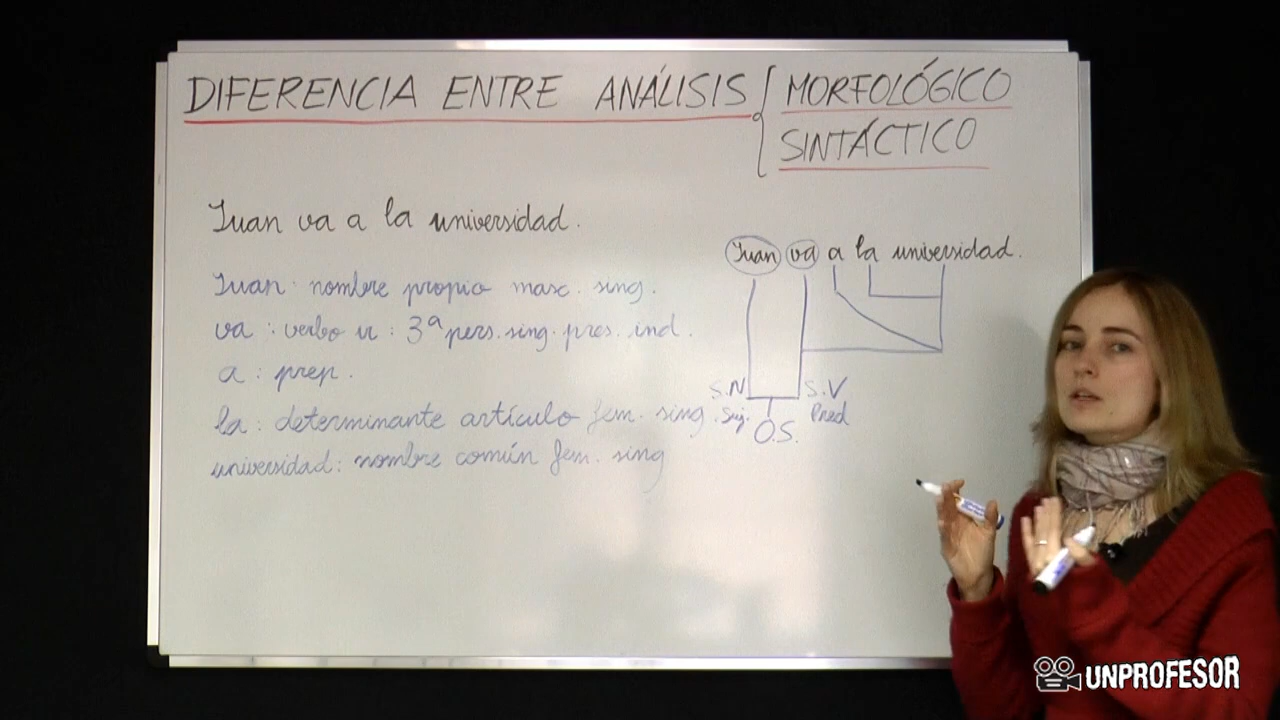 DIFERENCIA ENTRE ANÁLISIS { MORFOLÓGICO
SINTÁCTICO
Juan va a la universidad.
Juan: nombre propio masc. sing.
va: verbo ir: 3ª pers. sing. pres. ind.
a: prep.
la: determinante artículo fem. sing.
universidad: nombre común fem. sing
Juan va a la universidad.
S.N S.V
Suj. Pred
O.S.
UNPROFESOR